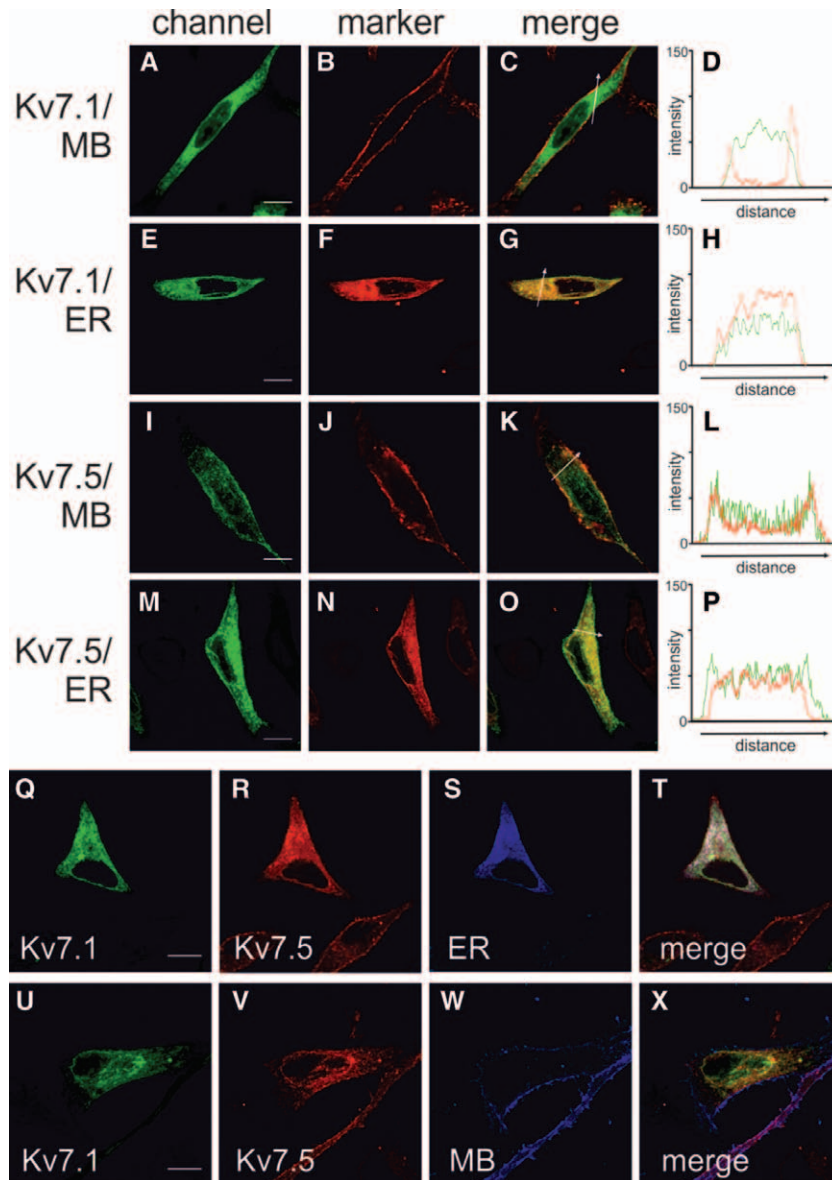 channel marker merge
Kv7.1/
MB
A B C D
150
intensity
0
distance
Kv7.1/
ER
E F G H
150
intensity
0
distance
Kv7.5/
MB
I J K L
150
intensity
0
distance
Kv7.5/
ER
M N O P
150
intensity
0
distance
Q R S T
Kv7.1 Kv7.5 ER merge
U V W X
Kv7.1 Kv7.5 MB merge